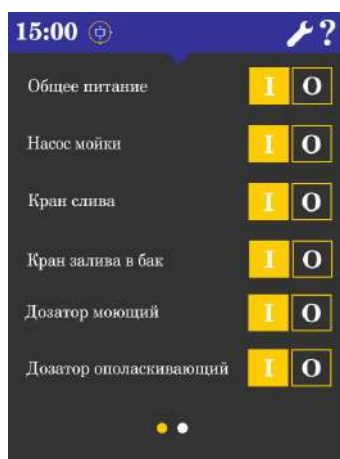 15:00 ?
Общее питание I O
Насос мойки I O
Кран слива I O
Кран залива в бак I O
Дозатор моющий I O
Дозатор ополаскивающий I O